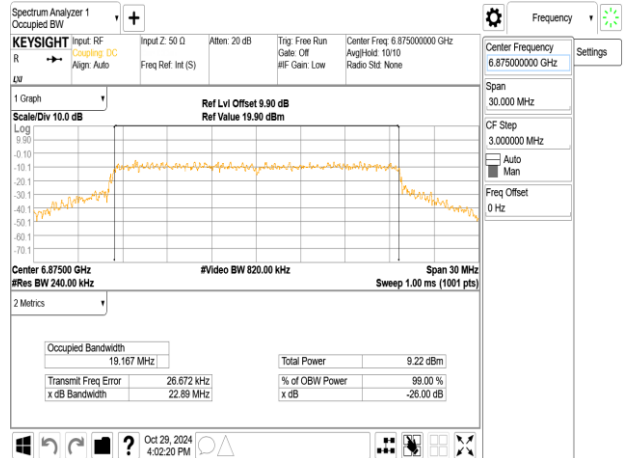 Spectrum Analyzer 1
Occupied BW
KEYSIGHT
R
Input: RF
Coupling: DC
Align: Auto
Input Z: 50 Ω
Freq Ref: Int (S)
Atten: 20 dB
Trig: Free Run
Gate: Off
#IF Gain: Low
Center Freq: 6.875000000 GHz
Avg|Hold: 10/10
Radio Std: None
1 Graph
Scale/Div 10.0 dB
Ref Lvl Offset 9.90 dB
Ref Value 19.90 dBm
Log
9.90
-0.10
-10.1
-20.1
-30.1
-40.1
-50.1
-60.1
-70.1
Center 6.87500 GHz
#Video BW 820.00 kHz
Span 30 MHz
#Res BW 240.00 kHz
Sweep 1.00 ms (1001 pts)
2 Metrics
Occupied Bandwidth
19.167 MHz
Total Power 9.22 dBm
Transmit Freq Error 26.672 kHz
% of OBW Power 99.00 %
x dB Bandwidth 22.89 MHz
x dB -26.00 dB
?
Oct 29, 2024
4:02:20 PM
Frequency
Settings
Center Frequency
6.875000000 GHz
Span
30.000 MHz
CF Step
3.000000 MHz
Auto
Man
Freq Offset
0 Hz